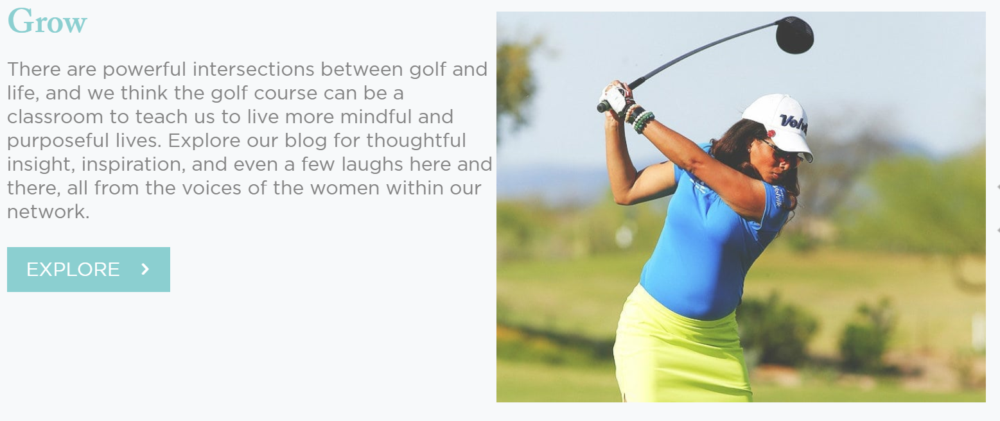 Grow
There are powerful intersections between golf and
life, and we think the golf course can be a
classroom to teach us to live more mindful and
purposeful lives. Explore our blog for thoughtful
insight, inspiration, and even a few laughs here and
there, all from the voices of the women within our
network.
EXPLORE
Volvik